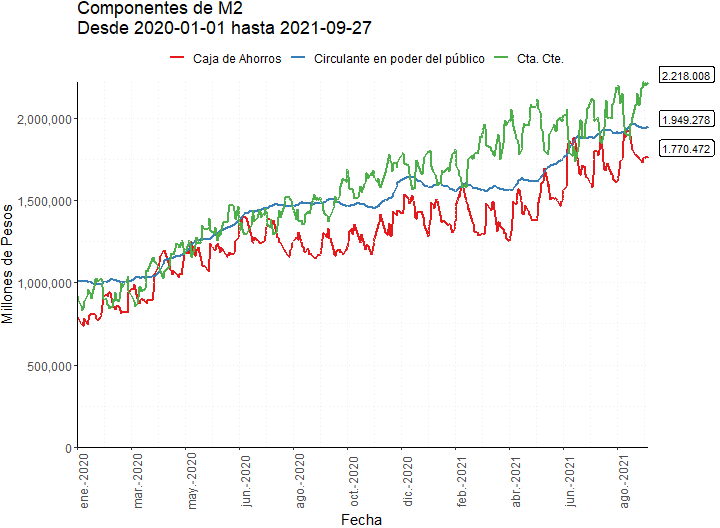 Componentes de M2
Desde 2020-01-01 hasta 2021-09-27
Caja de Ahorros Circulante en poder del público Cta. Cte.
2.218.008
1.949.278
1.770.472
2,000,000
1,500,000
1,000,000
500,000
0
Millones de Pesos
ene.-2020
mar.-2020
may.-2020
jun.-2020
ago.-2020
oct.-2020
dic.-2020
feb.-2021
abr.-2021
jun.-2021
ago.-2021
Fecha